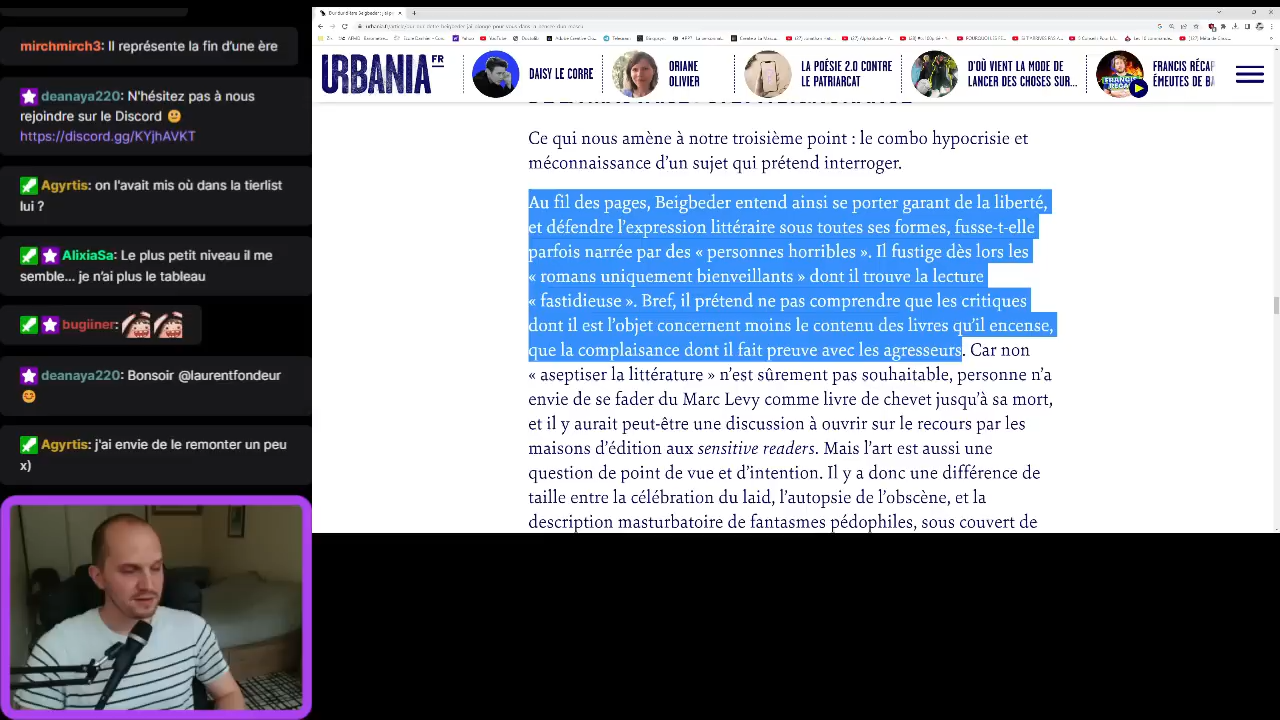 mirchmirch3: Il represente la fin d'une ère
deanaya220: N'hésitez pas à nous
rejoindre sur le Discord
https://discord.gg/KYjhAVKT
Agyrtis: on l'avait mis où dans la tierlist
lui ?
AlixiaSa: Le plus petit niveau il me
semble... je n'ai plus le tableau
bugiiner:
deanaya220: Bonsoir @laurentfondeur
Agyrtis: j'ai envie de le remonter un peu
x)
URBANIA FR
DAISY LE CORRE
ORIANE
OLIVIER
LA POÉSIE 2.0 CONTRE
LE PATRIARCAT
D'OÙ VIENT LA MODE DE
LANCER DES CHOSES SUR...
FRANCIS RÉCAP
ÉMEUTES DE BA
Ce qui nous amène à notre troisième point : le combo hypocrisie et
méconnaissance d'un sujet qui prétend interroger.
Au fil des pages, Beigbeder entend ainsi se porter garant de la liberté,
et défendre l'expression littéraire sous toutes ses formes, fusse-t-elle
parfois narrée par des « personnes horribles ». Il fustige dès lors les
« romans uniquement bienveillants » dont il trouve la lecture
« fastidieuse ». Bref, il prétend ne pas comprendre que les critiques
dont il est l'objet concernent moins le contenu des livres qu'il encense,
que la complaisance dont il fait preuve avec les agresseurs. Car non
« aseptiser la littérature » n'est sûrement pas souhaitable, personne n'a
envie de se fader du Marc Levy comme livre de chevet jusqu'à sa mort,
et il y aurait peut-être une discussion à ouvrir sur le recours par les
maisons d'édition aux sensitive readers. Mais l'art est aussi une
question de point de vue et d'intention. Il y a donc une différence de
taille entre la célébration du laid, l'autopsie de l'obscène, et la
description masturbatoire de fantasmes pédophiles, sous couvert de